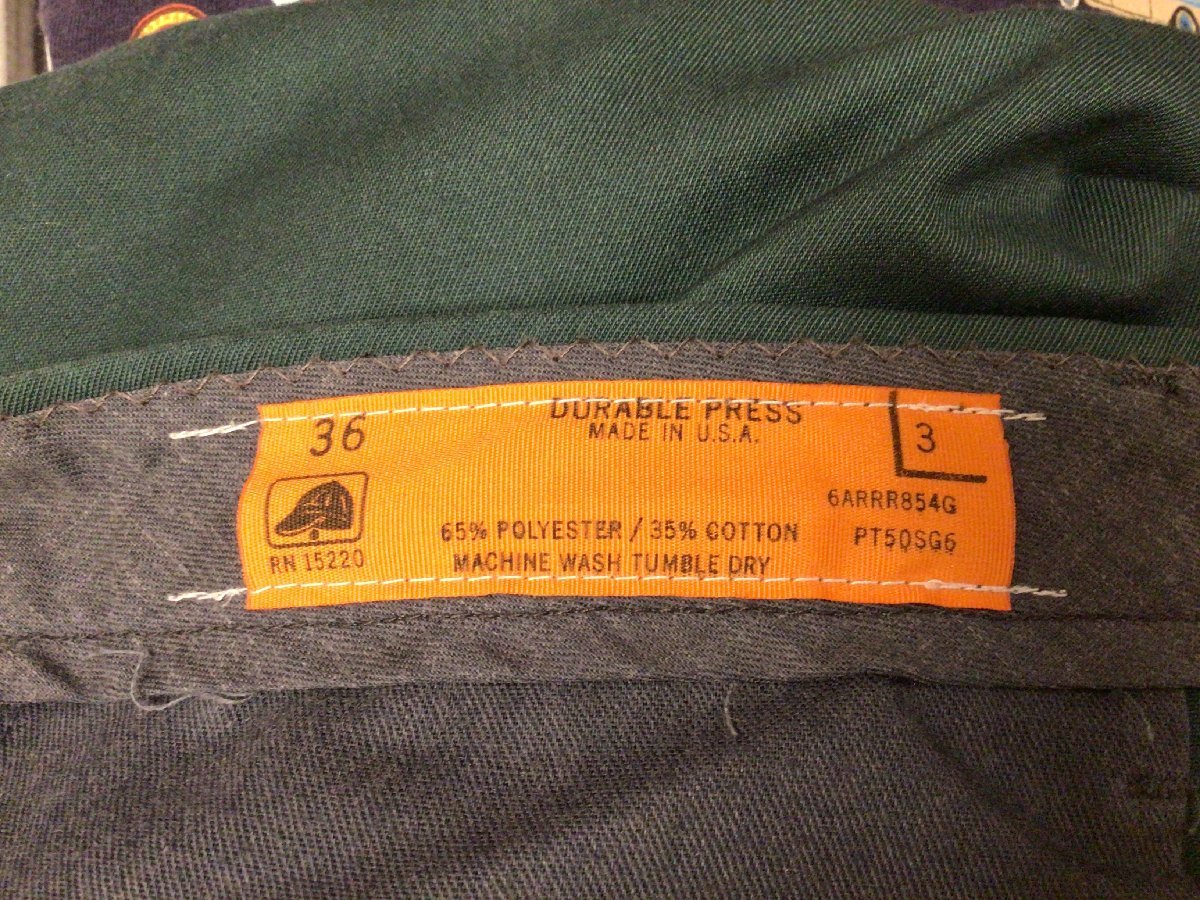 36
DURABLE PRESS
MADE IN U.S.A.
3
6ARRR854G
65% POLYESTER / 35% COTTON
PT50SG6
RN 15220
MACHINE WASH TUMBLE DRY